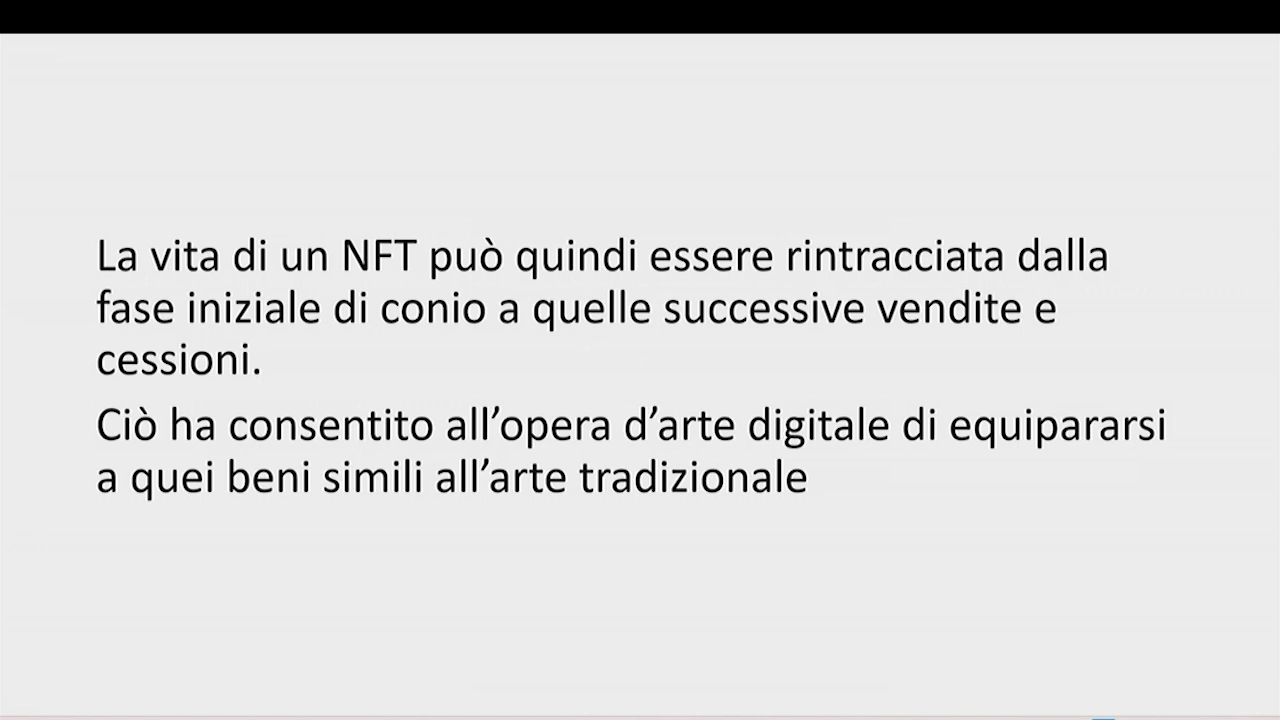 La vita di un NFT può quindi essere rintracciata dalla
fase iniziale di conio a quelle successive vendite e
cessioni.
Ciò ha consentito all’opera d’arte digitale di equipararsi
a quei beni simili all’arte tradizionale